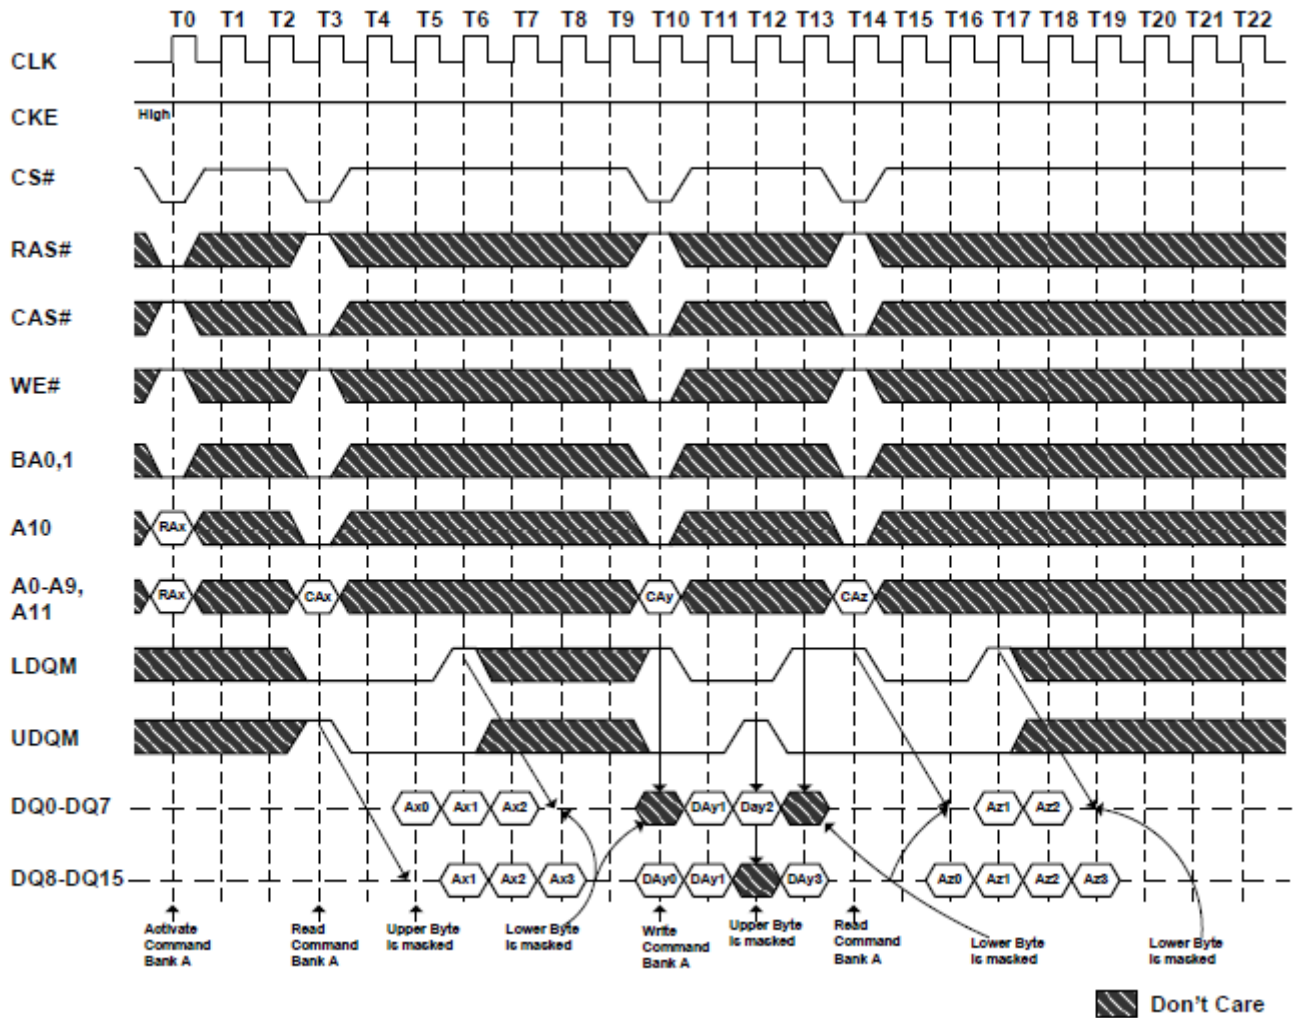 T0 T1 T2 T3 T4 T5 T6 T7 T8 T9 T10 T11 T12 T13 T14 T15 T16 T17 T18 T19 T20 T21 T22
CLK
CKE High
CS#
RAS#
CAS#
WE#
BA0,1
A10 RAx
A0-A9,
A11 RAx CAx CAy CAz
LDQM
UDQM
DQ0-DQ7 Ax0 Ax1 Ax2 DAy1 Day2 Az1 Az2
DQ8-DQ15 Ax1 Ax2 Ax3 DAy0 DAy1 DAy3 Az0 Az1 Az2 Az3
Activate
Command
Bank A
Read
Command
Bank A
Upper Byte
is masked
Lower Byte
is masked
Write
Command
Bank A
Upper Byte
is masked
Read
Command
Bank A
Lower Byte
is masked
Lower Byte
is masked
Don't Care